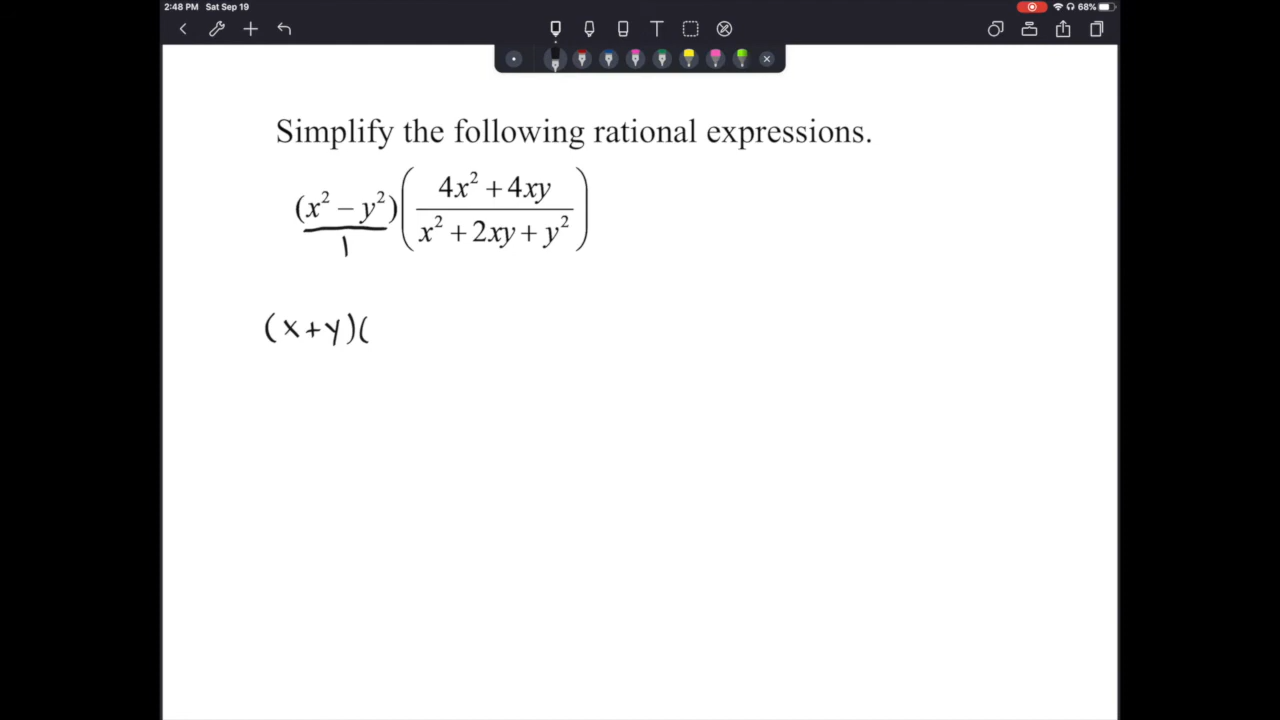 2:48 PM Sat Sep 19 68%
T
Simplify the following rational expressions.
(x² − y²)/1 ((4x² + 4xy)/(x² + 2xy + y²))
(x+y)(